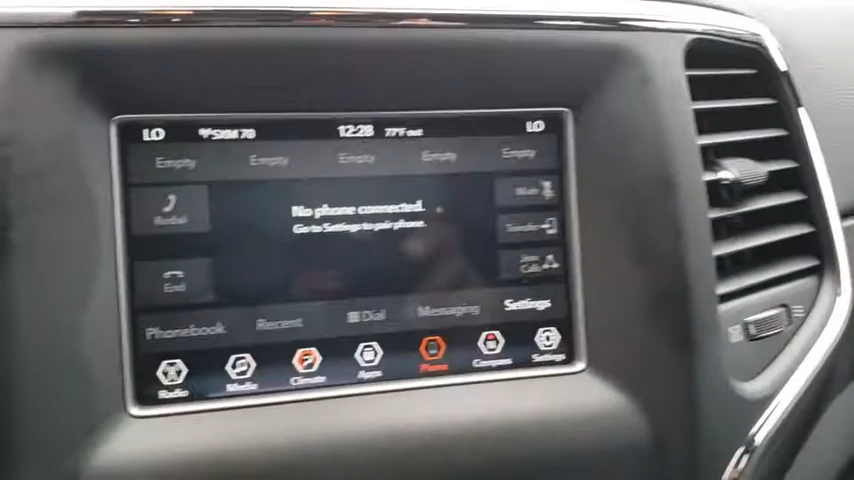 LO SXM 70 12:28 77°F out LO
Empty Empty Empty Empty Empty
Redial
No phone connected.
Go to Settings to pair phone.
Mute
Transfer
Join
Calls
End
Phonebook Recent Dial Messaging Settings
Radio Media Climate Apps Phone Compass Settings